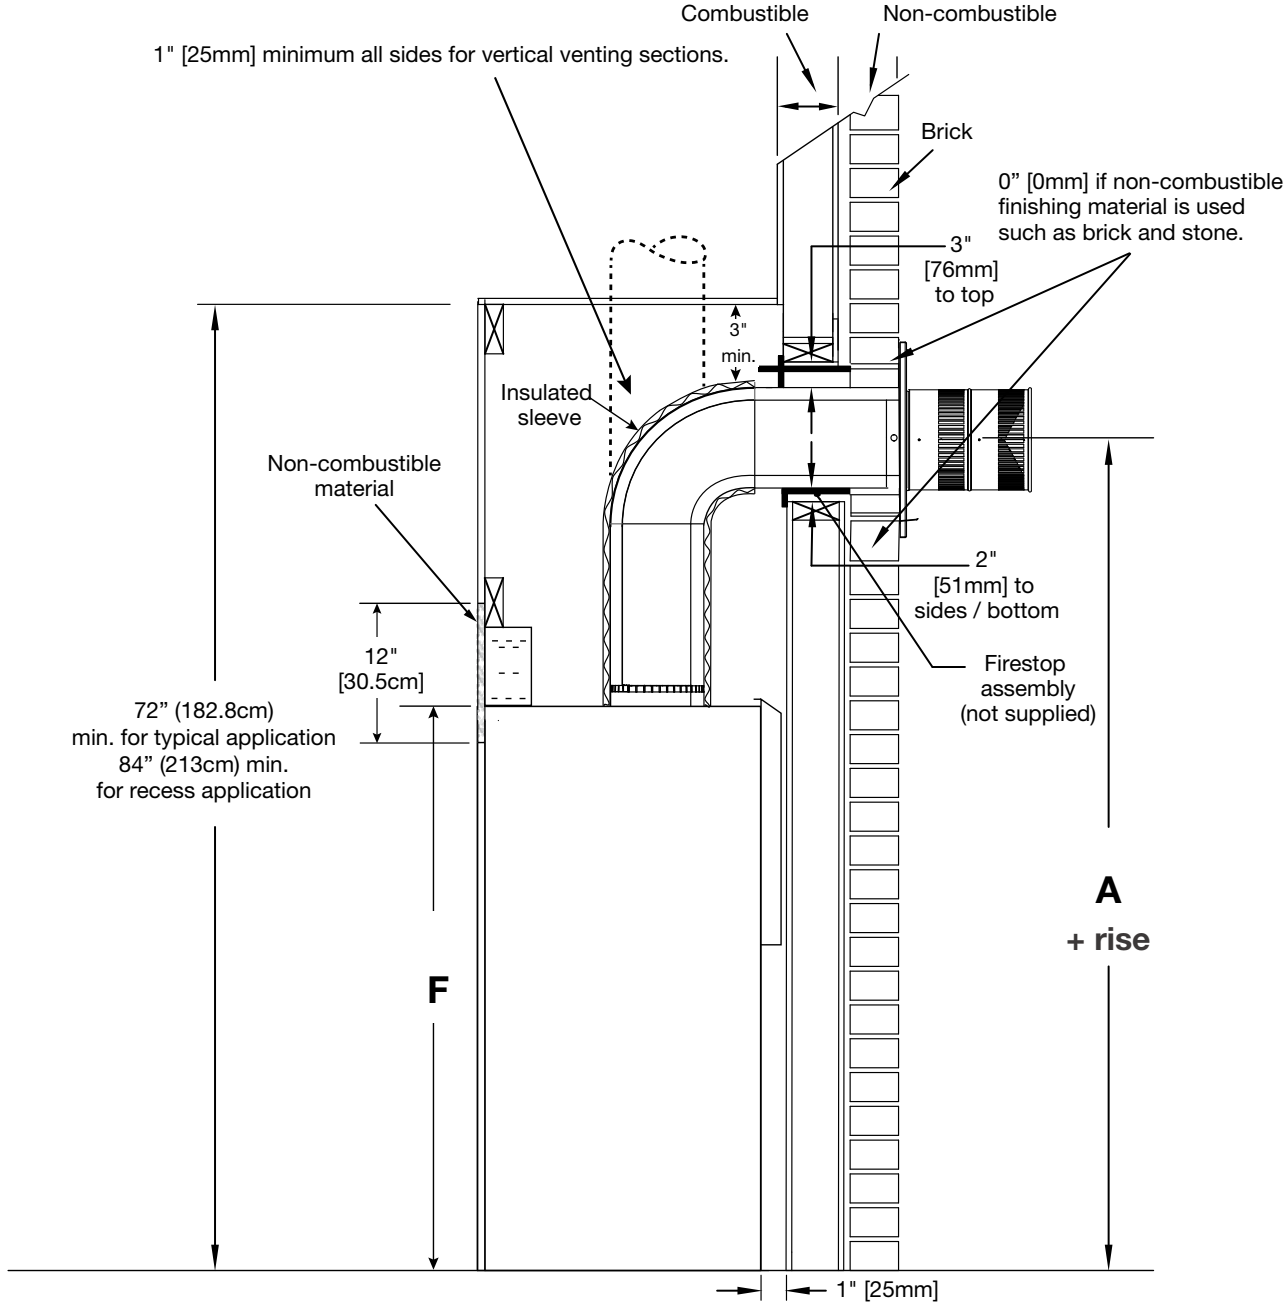 Combustible
Non-combustible
1" [25mm] minimum all sides for vertical venting sections.
Brick
0” [0mm] if non-combustible
finishing material is used
such as brick and stone.
3"
[76mm]
to top
3"
min.
Insulated
sleeve
Non-combustible
material
2"
[51mm] to
sides / bottom
12"
[30.5cm]
Firestop
assembly
(not supplied)
72” (182.8cm)
min. for typical application
84” (213cm) min.
for recess application
A
+ rise
F
1" [25mm]